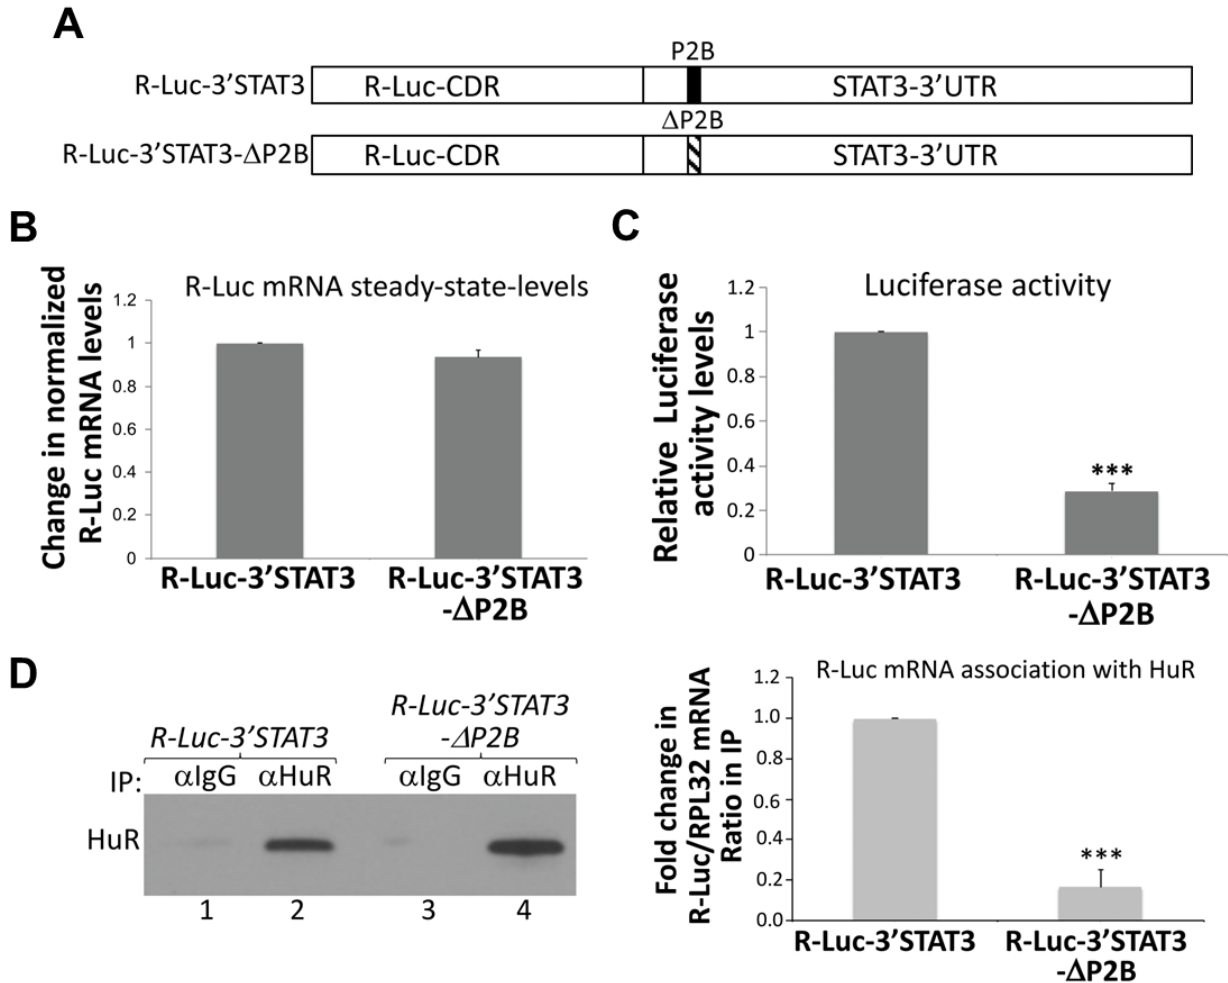 A
P2B
R-Luc-3’STAT3
R-Luc-CDR
STAT3-3’UTR
ΔP2B
R-Luc-3’STAT3-ΔP2B
R-Luc-CDR
STAT3-3’UTR
B
R-Luc mRNA steady-state-levels
Change in normalized
R-Luc mRNA levels
1.2
1
0.8
0.6
0.4
0.2
0
R-Luc-3’STAT3
R-Luc-3’STAT3
-ΔP2B
C
Luciferase activity
Relative Luciferase
activity levels
1.2
1
0.8
0.6
0.4
0.2
0
***
R-Luc-3’STAT3
R-Luc-3’STAT3
-ΔP2B
D
R-Luc-3’STAT3
R-Luc-3’STAT3
-ΔP2B
IP:
αIgG
αHuR
αIgG
αHuR
HuR
1
2
3
4
R-Luc mRNA association with HuR
Fold change in
R-Luc/RPL32 mRNA
Ratio in IP
1.2
1.0
0.8
0.6
0.4
0.2
0.0
***
R-Luc-3’STAT3
R-Luc-3’STAT3
-ΔP2B